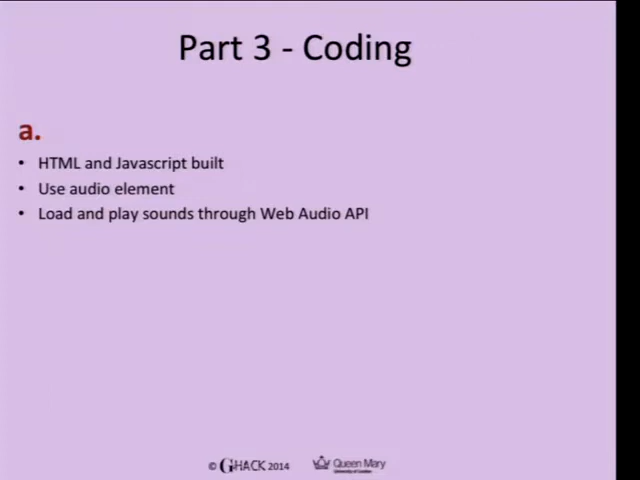 Part 3 - Coding
a.
• HTML and Javascript built
• Use audio element
• Load and play sounds through Web Audio API
© G.HACK 2014
Queen Mary
University of London